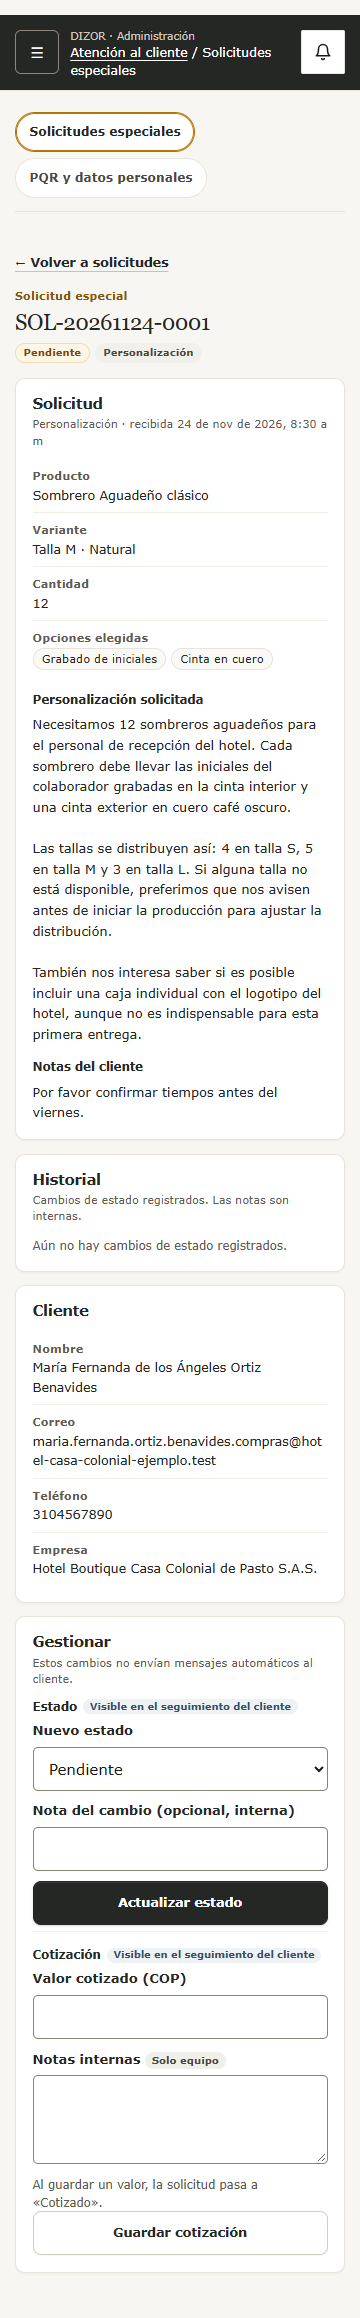 ☰
DIZOR · Administración
Atención al cliente / Solicitudes
especiales
Solicitudes especiales
PQR y datos personales
← Volver a solicitudes
Solicitud especial
SOL-20261124-0001
Pendiente
Personalización
Solicitud
Personalización · recibida 24 de nov de 2026, 8:30 a
m
Producto
Sombrero Aguadeño clásico
Variante
Talla M · Natural
Cantidad
12
Opciones elegidas
Grabado de iniciales
Cinta en cuero
Personalización solicitada
Necesitamos 12 sombreros aguadeños para
el personal de recepción del hotel. Cada
sombrero debe llevar las iniciales del
colaborador grabadas en la cinta interior y
una cinta exterior en cuero café oscuro.
Las tallas se distribuyen así: 4 en talla S, 5
en talla M y 3 en talla L. Si alguna talla no
está disponible, preferimos que nos avisen
antes de iniciar la producción para ajustar la
distribución.
También nos interesa saber si es posible
incluir una caja individual con el logotipo del
hotel, aunque no es indispensable para esta
primera entrega.
Notas del cliente
Por favor confirmar tiempos antes del
viernes.
Historial
Cambios de estado registrados. Las notas son
internas.
Aún no hay cambios de estado registrados.
Cliente
Nombre
María Fernanda de los Ángeles Ortiz
Benavides
Correo
maria.fernanda.ortiz.benavides.compras@hot
el-casa-colonial-ejemplo.test
Teléfono
3104567890
Empresa
Hotel Boutique Casa Colonial de Pasto S.A.S.
Gestionar
Estos cambios no envían mensajes automáticos al
cliente.
Estado Visible en el seguimiento del cliente
Nuevo estado
Pendiente
Nota del cambio (opcional, interna)
Actualizar estado
Cotización Visible en el seguimiento del cliente
Valor cotizado (COP)
Notas internas Solo equipo
Al guardar un valor, la solicitud pasa a
«Cotizado».
Guardar cotización